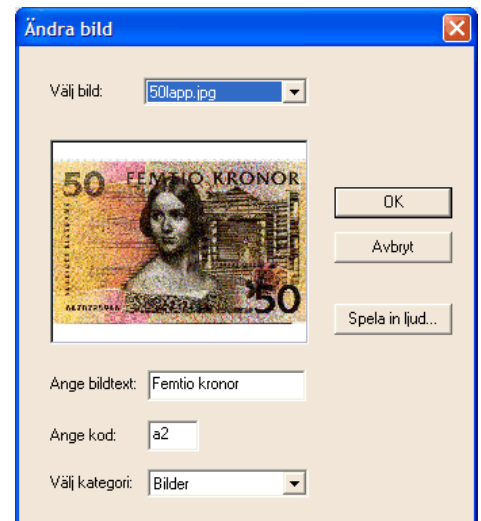 Ändra bild
Välj bild: 50lapp.jpg
50 FEMTIO KRONOR
50
OK
Avbryt
Spela in ljud...
Ange bildtext: Femtio kronor
Ange kod: a2
Välj kategori: Bilder